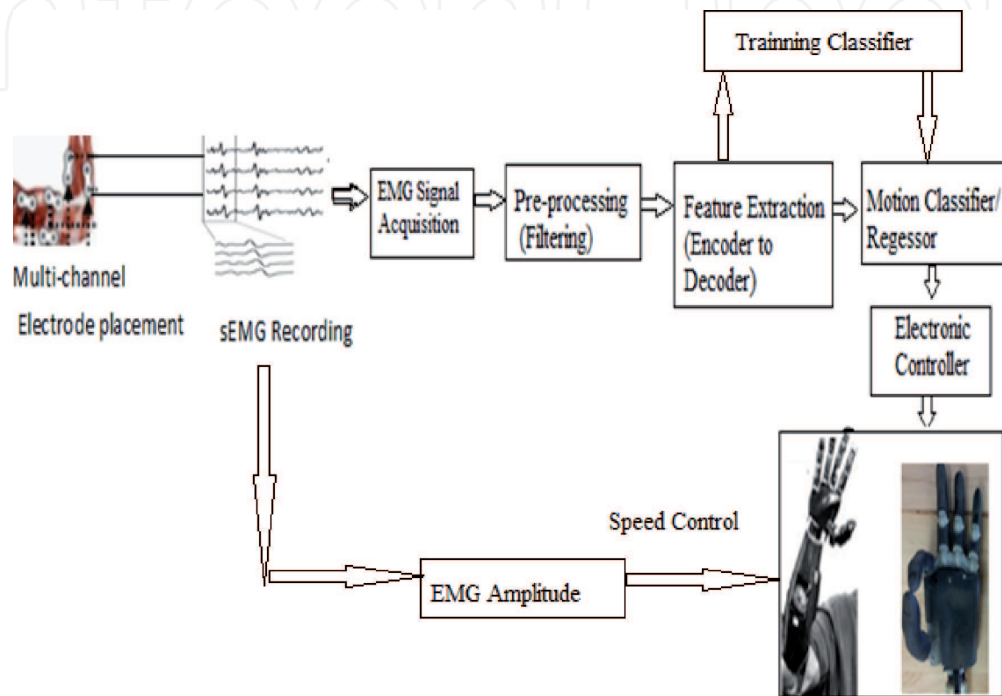 Trainning Classifier
EMG Signal
Acquisition
Pre-processing
(Filtering)
Feature Extraction
(Encoder to
Decoder)
Motion Classifier/
Regessor
Multi-channel
Electrode placement
sEMG Recording
Electronic
Controller
Speed Control
EMG Amplitude